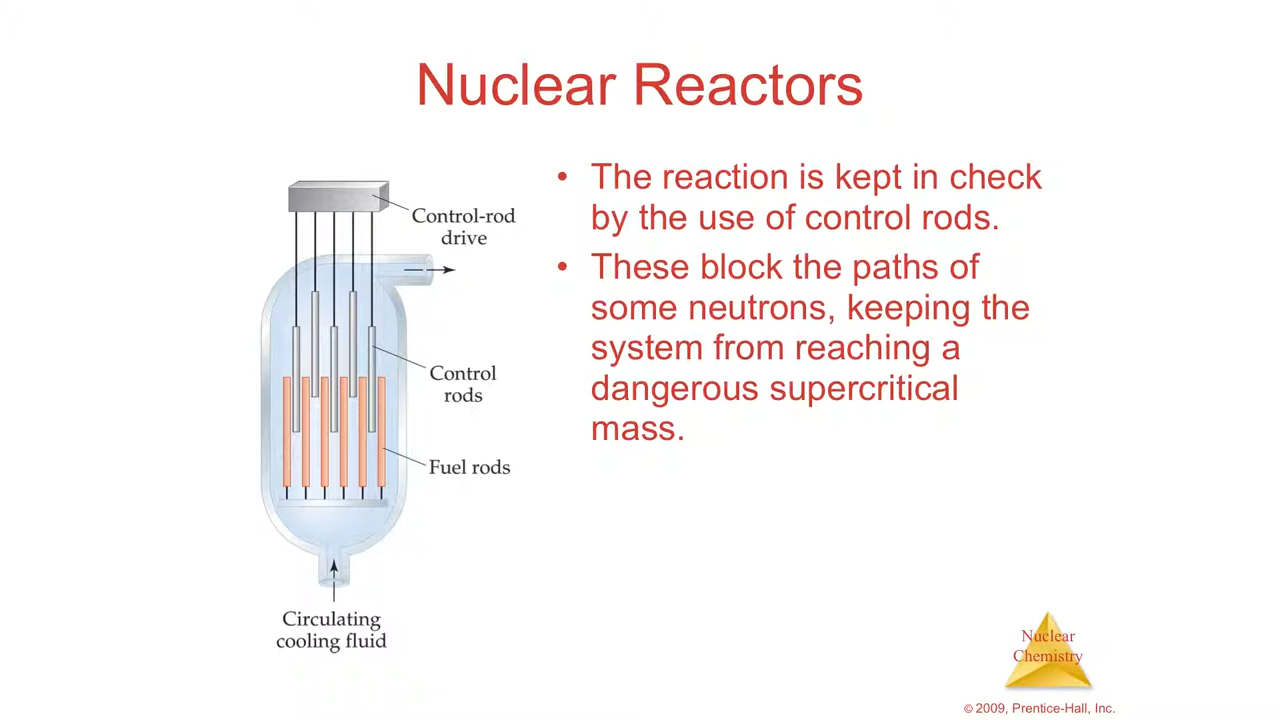 Nuclear Reactors
Control-rod
drive
Control
rods
Fuel rods
Circulating
cooling fluid
• The reaction is kept in check
by the use of control rods.
• These block the paths of
some neutrons, keeping the
system from reaching a
dangerous supercritical
mass.
Nuclear
Chemistry
© 2009, Prentice-Hall, Inc.